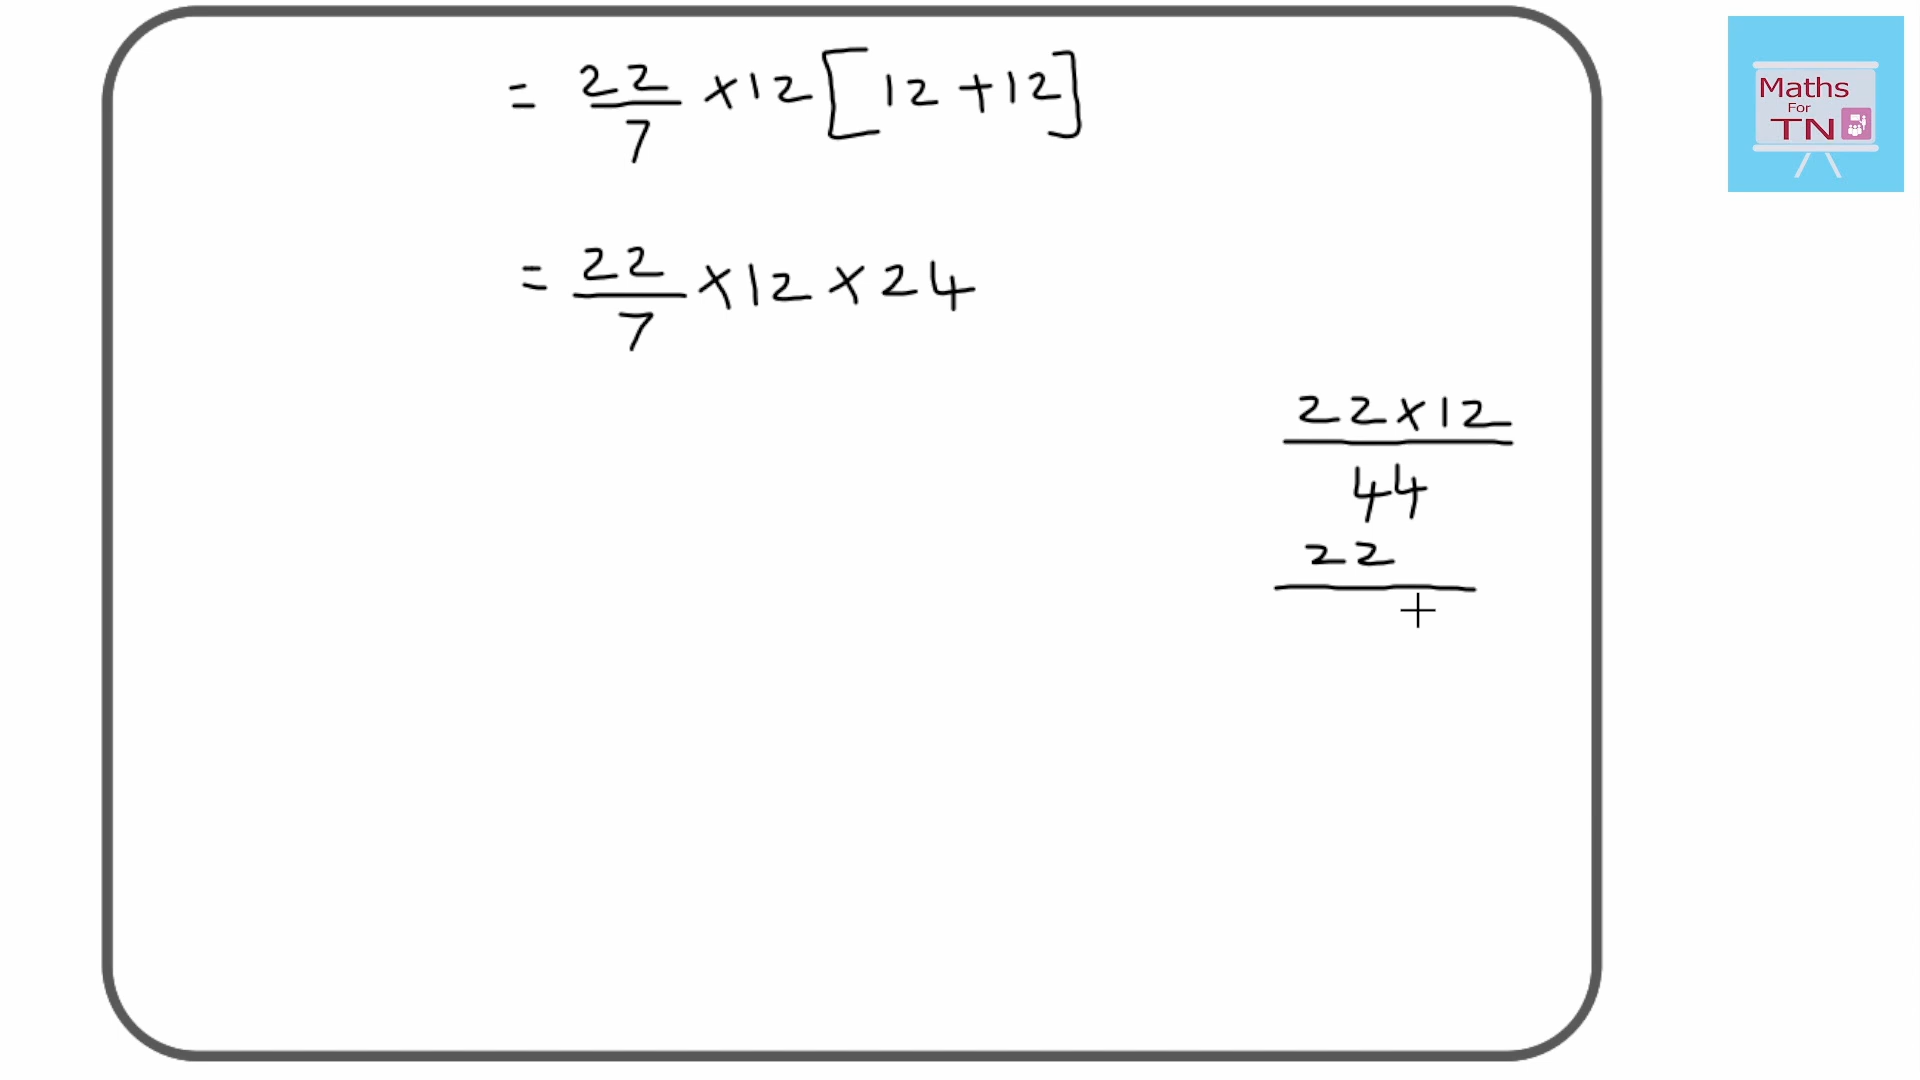 = 22/7 ×12 [12 +12]
= 22/7 ×12 × 24
22×12
44
22
Maths
For
TN